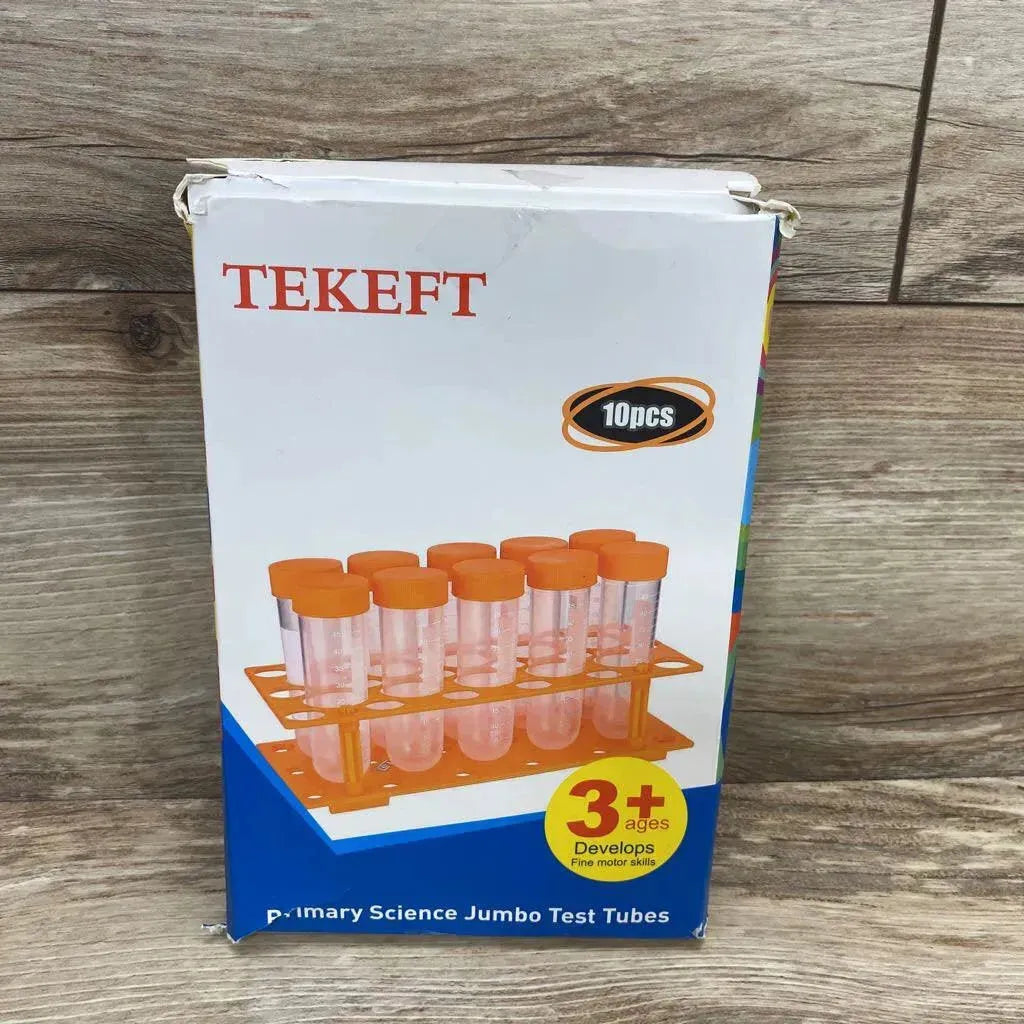 TEKEFT
10pcs
3+
ages
Develops
Fine motor skills
Primary Science Jumbo Test Tubes